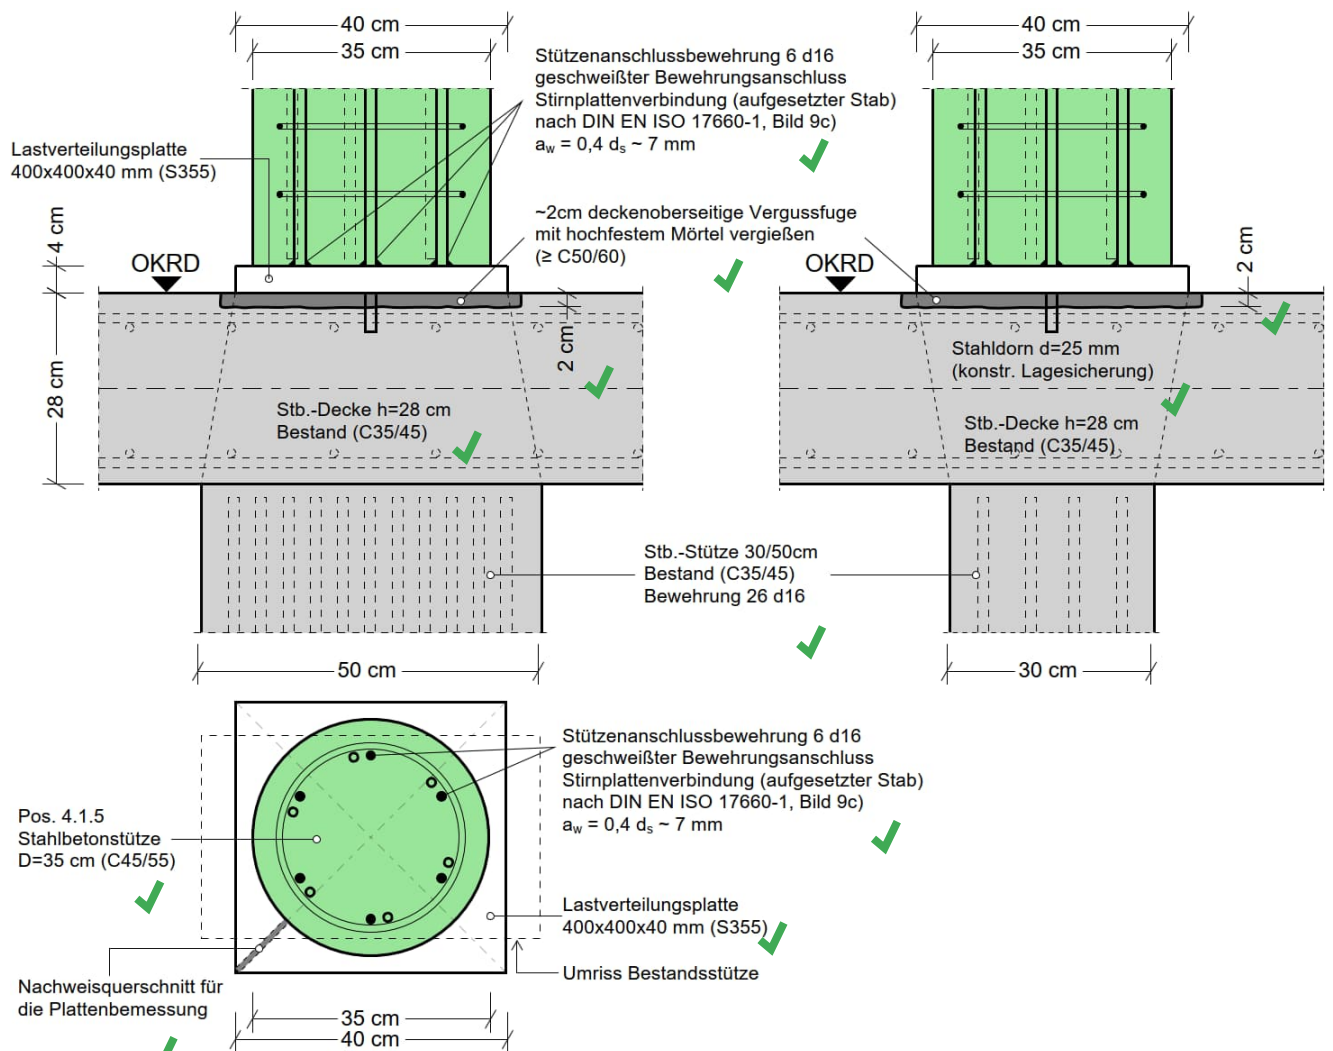 40 cm
35 cm
40 cm
35 cm
Stützenanschlussbewehrung 6 d16
geschweißter Bewehrungsanschluss
Stirnplattenverbindung (aufgesetzter Stab)
nach DIN EN ISO 17660-1, Bild 9c)
a_w = 0,4 d_s ~ 7 mm
Lastverteilungsplatte
400x400x40 mm (S355)
~2cm deckenoberseitige Vergussfuge
mit hochfestem Mörtel vergießen
(≥ C50/60)
4 cm
OKRD
OKRD
2 cm
2 cm
28 cm
Stahldorn d=25 mm
(konstr. Lagesicherung)
Stb.-Decke h=28 cm
Bestand (C35/45)
Stb.-Decke h=28 cm
Bestand (C35/45)
Stb.-Stütze 30/50cm
Bestand (C35/45)
Bewehrung 26 d16
50 cm
30 cm
Stützenanschlussbewehrung 6 d16
geschweißter Bewehrungsanschluss
Stirnplattenverbindung (aufgesetzter Stab)
nach DIN EN ISO 17660-1, Bild 9c)
a_w = 0,4 d_s ~ 7 mm
Pos. 4.1.5
Stahlbetonstütze
D=35 cm (C45/55)
Lastverteilungsplatte
400x400x40 mm (S355)
Umriss Bestandsstütze
Nachweisquerschnitt für
die Plattenbemessung
35 cm
40 cm